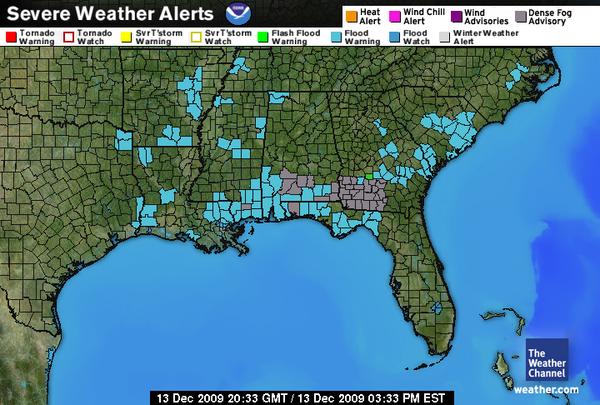 Severe Weather Alerts
Heat Alert
Wind Chill Alert
Wind Advisories
Dense Fog Advisory
Tornado Warning
Tornado Watch
SvrT'storm Warning
SvrT'storm Watch
Flash Flood Warning
Flood Warning
Flood Watch
WinterWeather Alert
The Weather Channel
weather.com
13 Dec 2009 20:33 GMT / 13 Dec 2009 03:33 PM EST